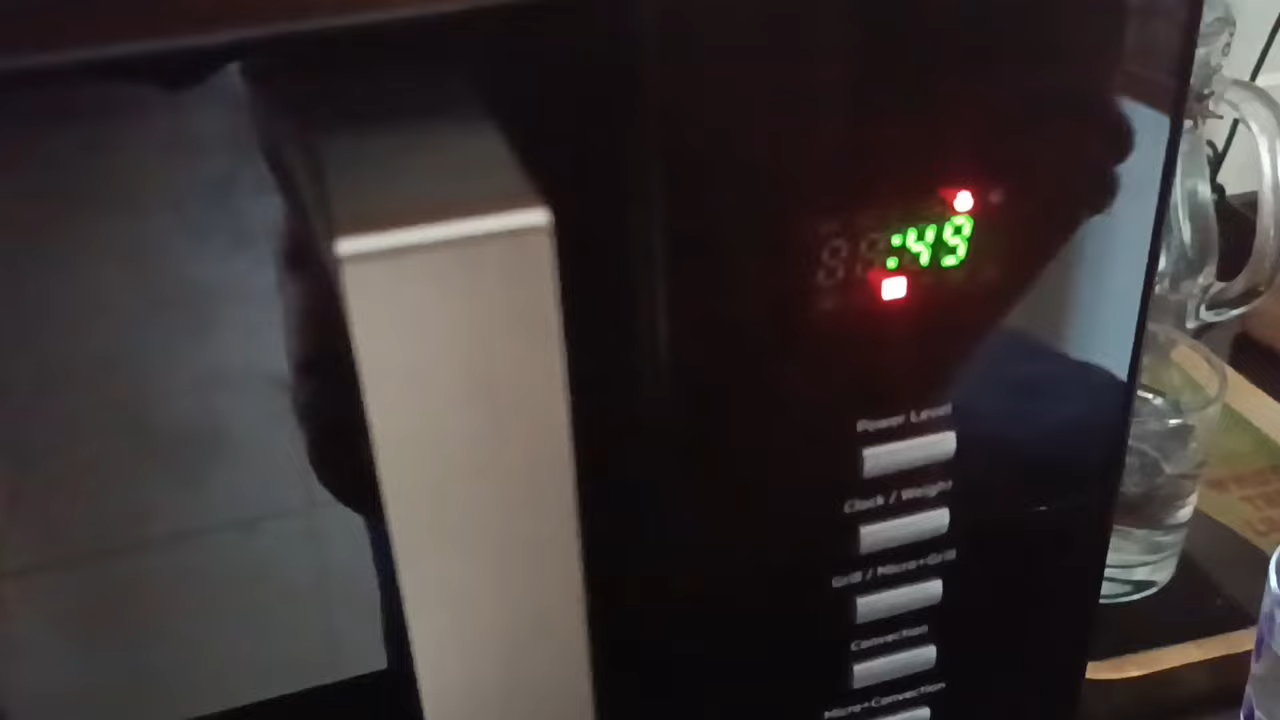 :49
Power Level
Clock / Weight
Grill / Micro+Grill
Convection
Micro+Convection